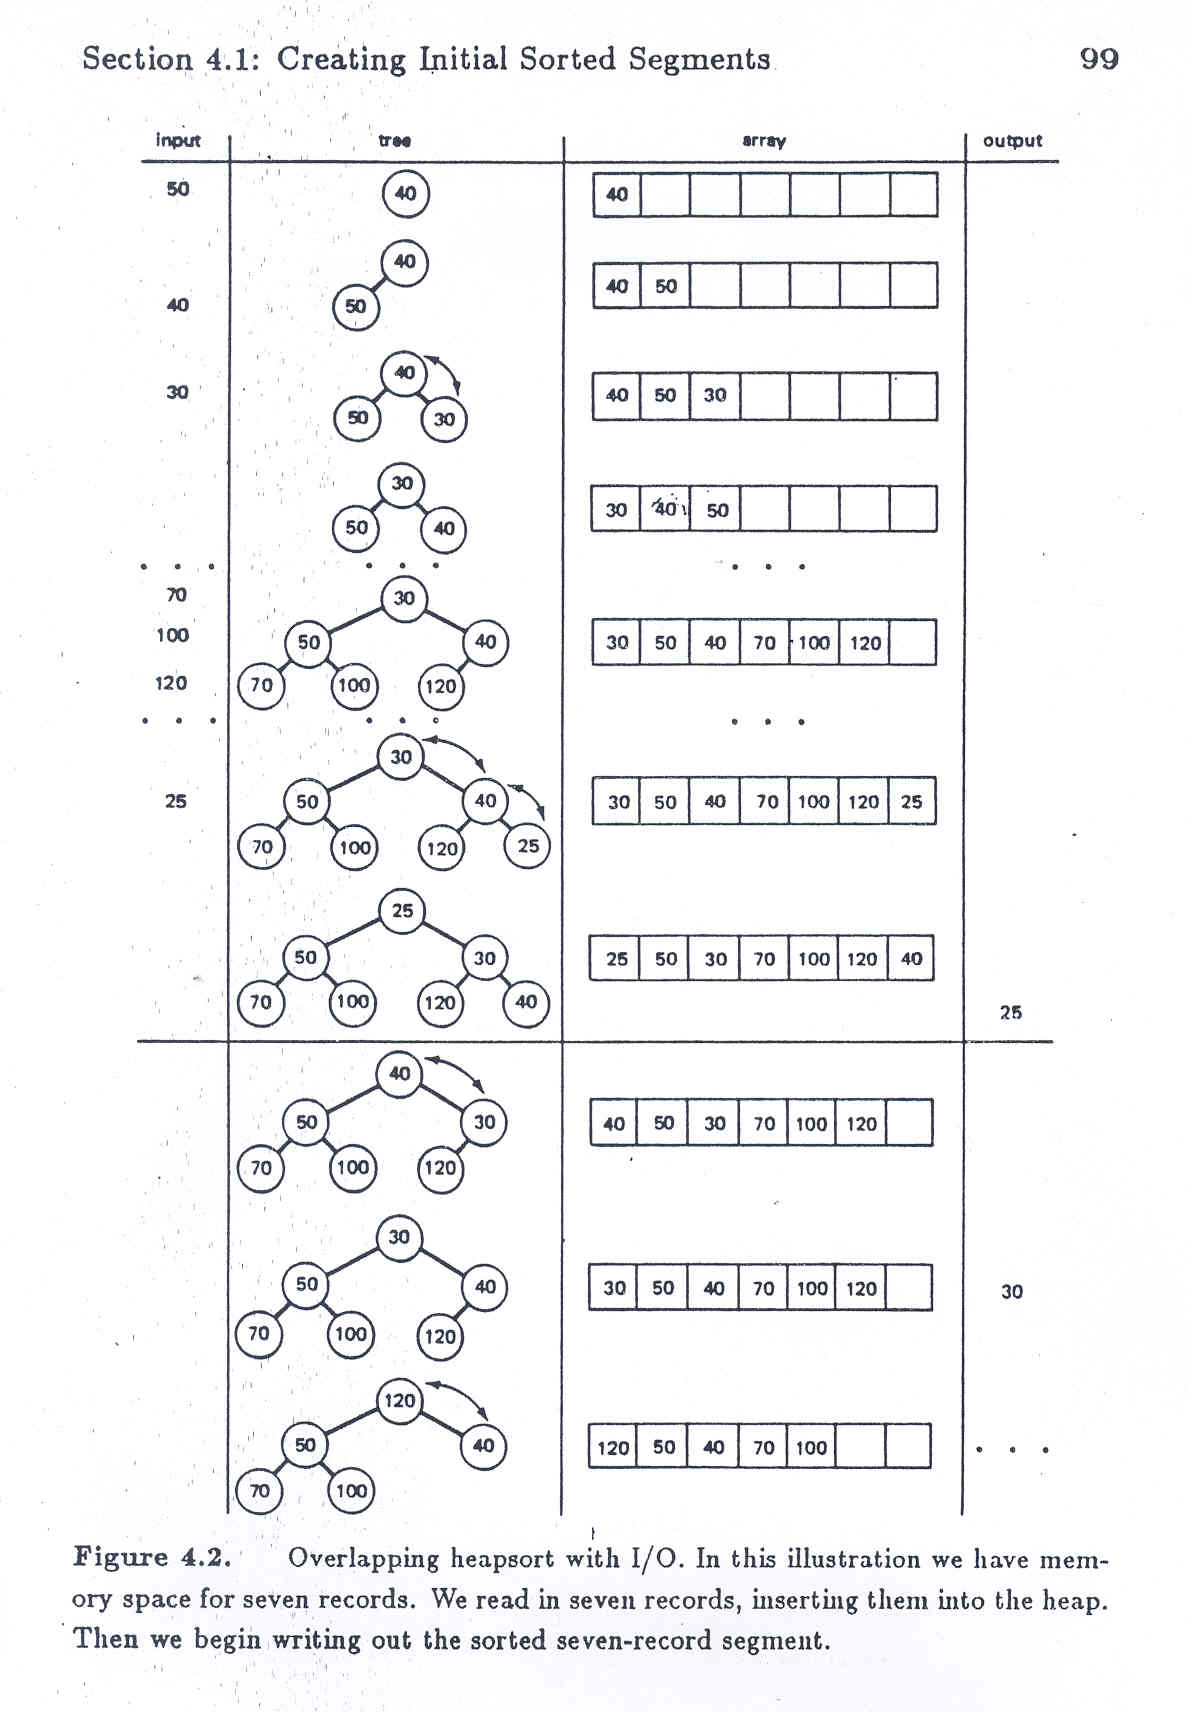 Section 4.1: Creating Initial Sorted Segments 99
input tree array output
50 40 40
40
40 50
40 50
40
30 40 50 30
50 30
30
30 40 50
50 40
. . . . . . . . .
70 30
100 50 40 30 50 40 70 100 120
120 70 100 120
. . . . . . . . .
30
25 50 40 30 50 40 70 100 120 25
70 100 120 25
25
50 30 25 50 30 70 100 120 40
70 100 120 40
25
40
50 30 40 50 30 70 100 120
70 100 120
30
50 40 30 50 40 70 100 120 30
70 100 120
120
50 40 120 50 40 70 100 . . .
70 100
Figure 4.2. Overlapping heapsort with I/O. In this illustration we have mem-
ory space for seven records. We read in seven records, inserting them into the heap.
Then we begin writing out the sorted seven-record segment.